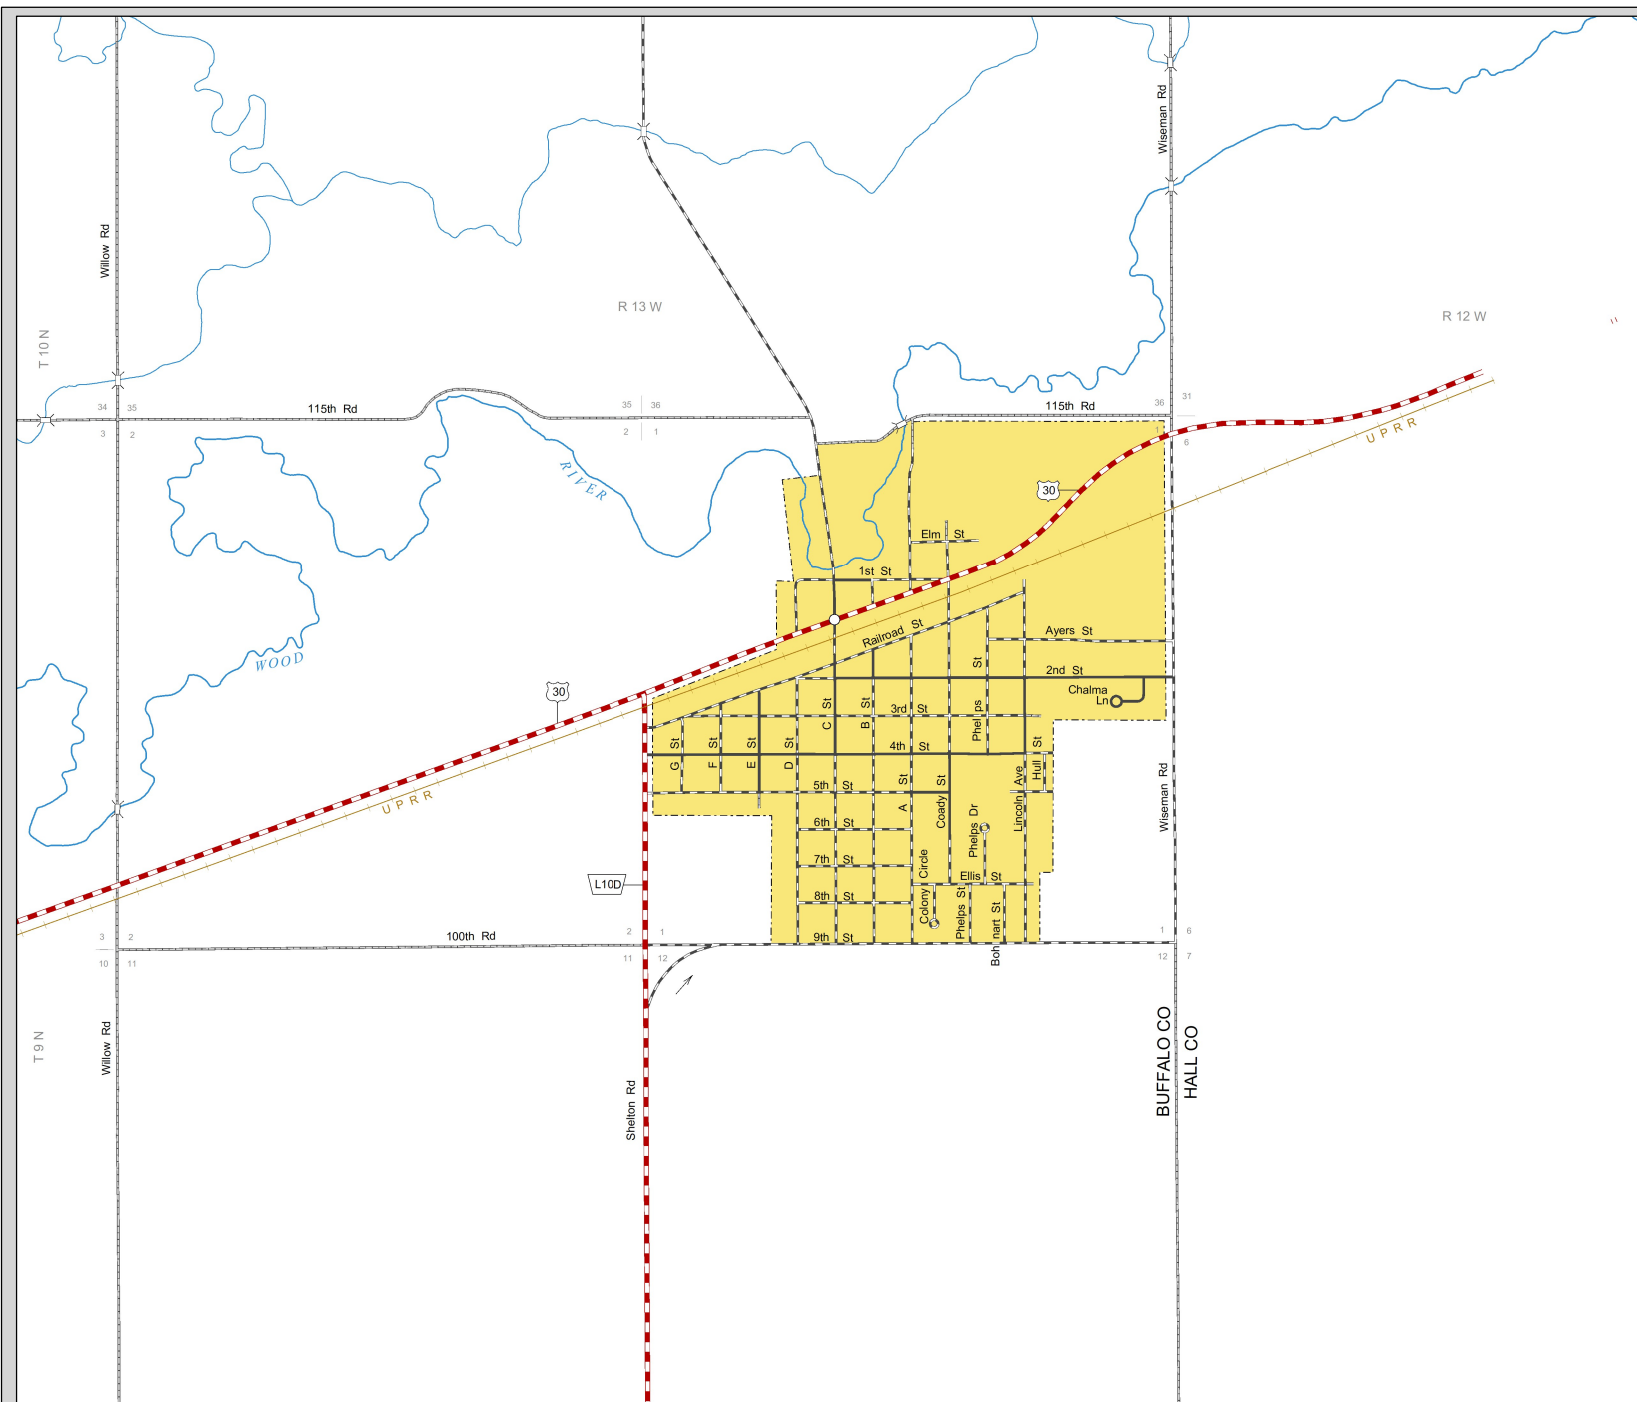 Willow Rd
Wiseman Rd
R 13 W
R 12 W
T 10 N
34 35
3 2
115th Rd
35 36
2 1
115th Rd
36 31
1 6
RIVER
UPRR
30
Elm St
1st St
Railroad St
Ayers St
WOOD
30
2nd St
Chalma
Ln
St
Phelps
3rd St
C St
B St
4th St
G St
F St
E St
D St
Hull St
5th St
A St
Coady St
Lincoln Ave
Wiseman Rd
UPRR
6th St
Phelps Dr
7th St
Colony Circle
Ellis St
L10D
8th St
Phelps St
Bohnart St
9th St
3 2
10 11
100th Rd
2 1
11 12
1 6
12 7
T 9 N
Willow Rd
Shelton Rd
BUFFALO CO
HALL CO